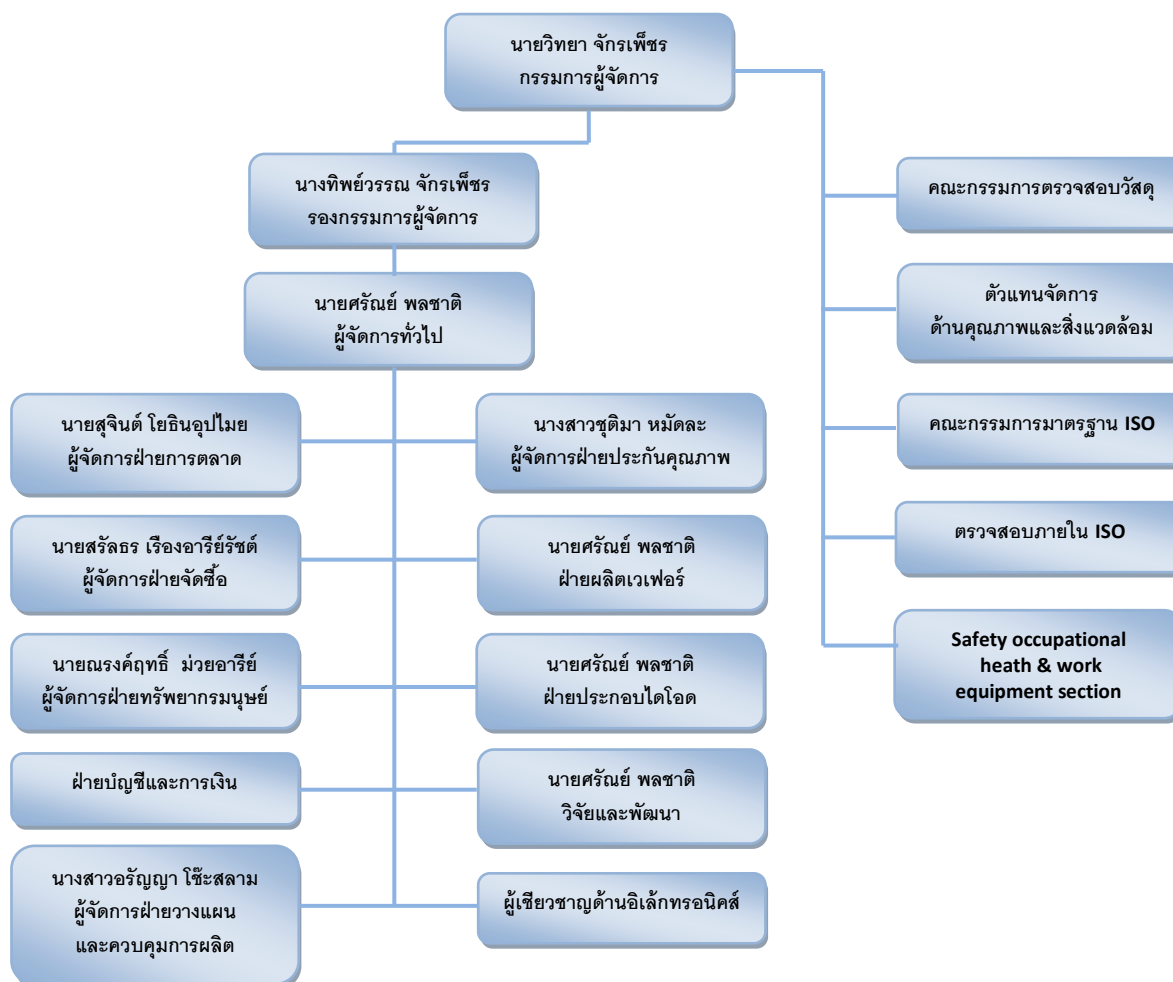 นายวิทยา จักรเพ็ชร
กรรมการผู้จัดการ
นางทิพย์วรรณ จักรเพ็ชร
รองกรรมการผู้จัดการ
นายศรัณย์ พลชาติ
ผู้จัดการทั่วไป
นายสุจินต์ โยธินอุปไมย
ผู้จัดการฝ่ายการตลาด
นางสาวชุติมา หมัดละ
ผู้จัดการฝ่ายประกันคุณภาพ
นายสรัลธร เรืองอารีย์รัชต์
ผู้จัดการฝ่ายจัดซื้อ
นายศรัณย์ พลชาติ
ฝ่ายผลิตเวเฟอร์
นายณรงค์ฤทธิ์ ม่วยอารีย์
ผู้จัดการฝ่ายทรัพยากรมนุษย์
นายศรัณย์ พลชาติ
ฝ่ายประกอบไดโอด
ฝ่ายบัญชีและการเงิน
นายศรัณย์ พลชาติ
วิจัยและพัฒนา
นางสาวอรัญญา โซ๊ะสลาม
ผู้จัดการฝ่ายวางแผน
และควบคุมการผลิต
ผู้เชียวชาญด้านอิเล้กทรอนิคส์
คณะกรรมการตรวจสอบวัสดุ
ตัวแทนจัดการ
ด้านคุณภาพและสิ่งแวดล้อม
คณะกรรมการมาตรฐาน ISO
ตรวจสอบภายใน ISO
Safety occupational
heath & work
equipment section